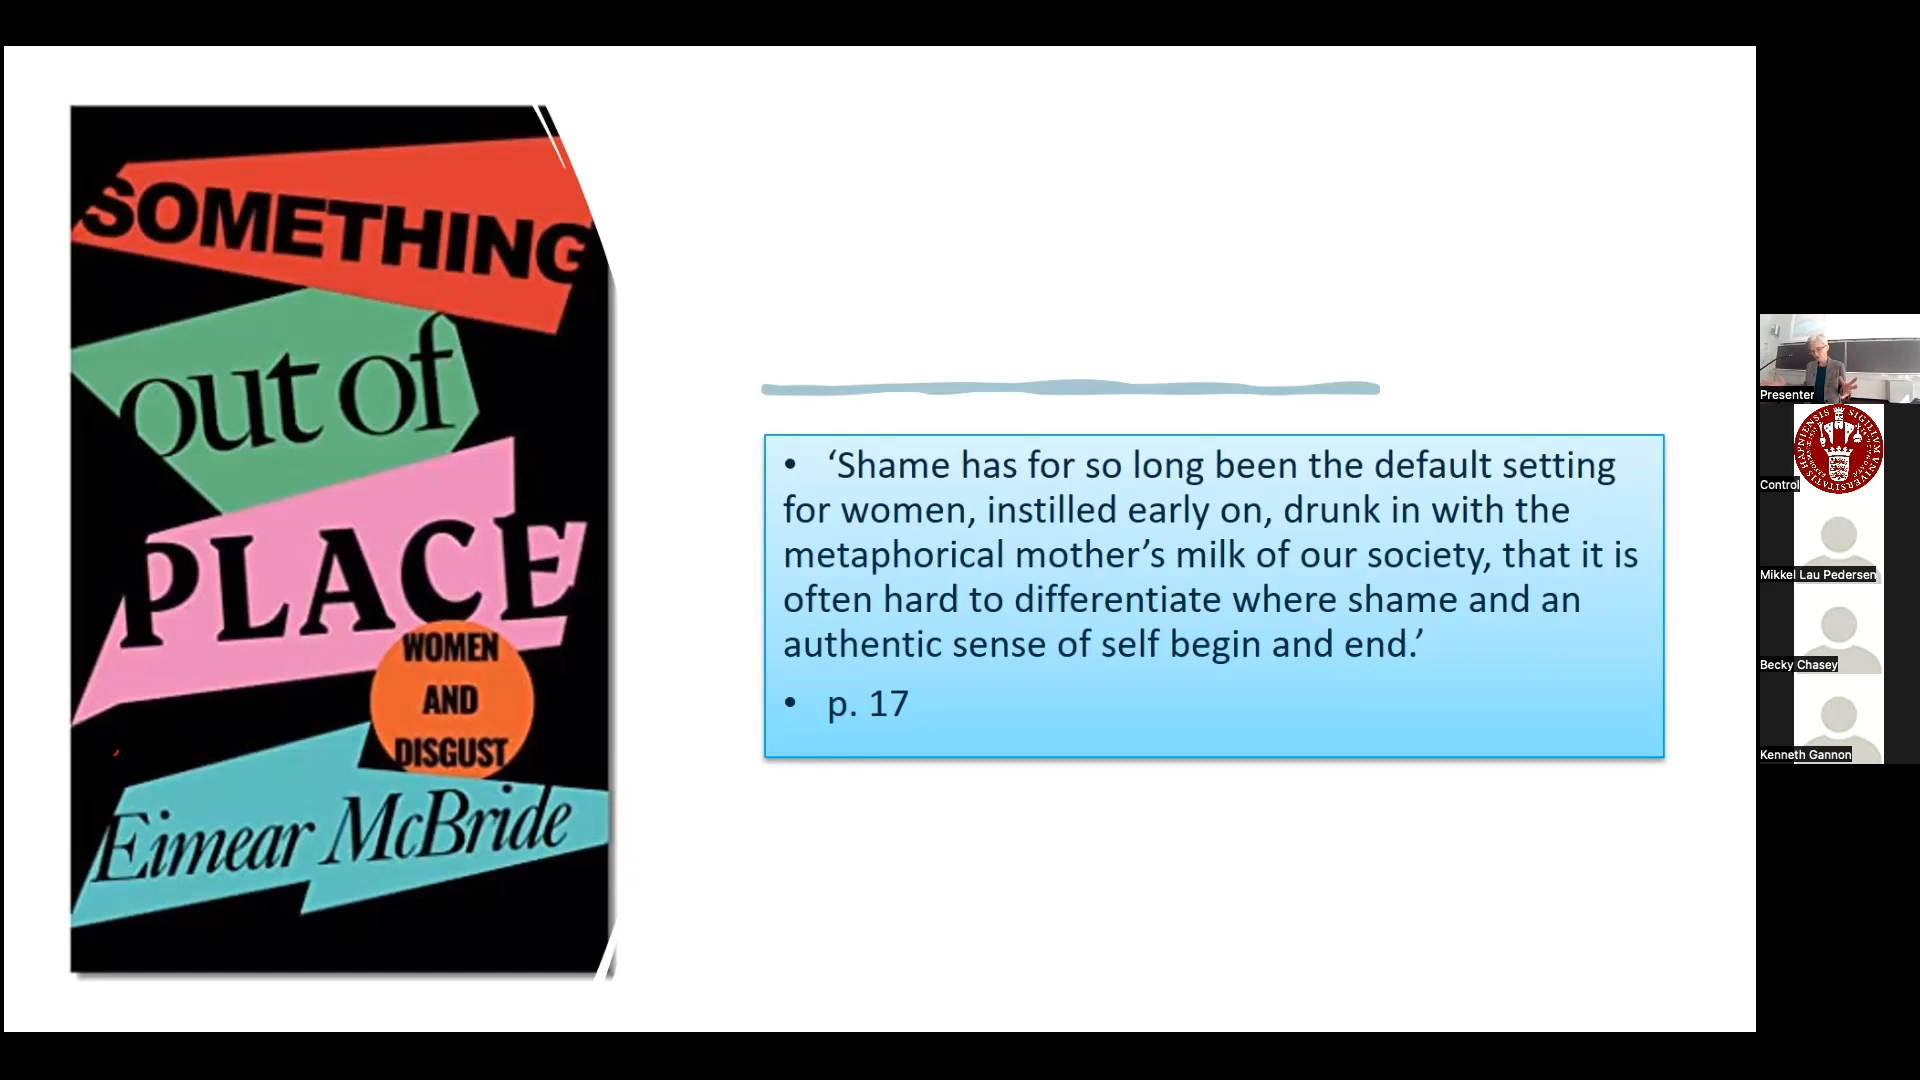 SOMETHING
out of
PLACE
WOMEN
AND
DISGUST
Eimear McBride
• ‘Shame has for so long been the default setting
for women, instilled early on, drunk in with the
metaphorical mother’s milk of our society, that it is
often hard to differentiate where shame and an
authentic sense of self begin and end.’
• p. 17
Presenter
Control
Mikkel Lau Pedersen
Becky Chasey
Kenneth Gannon